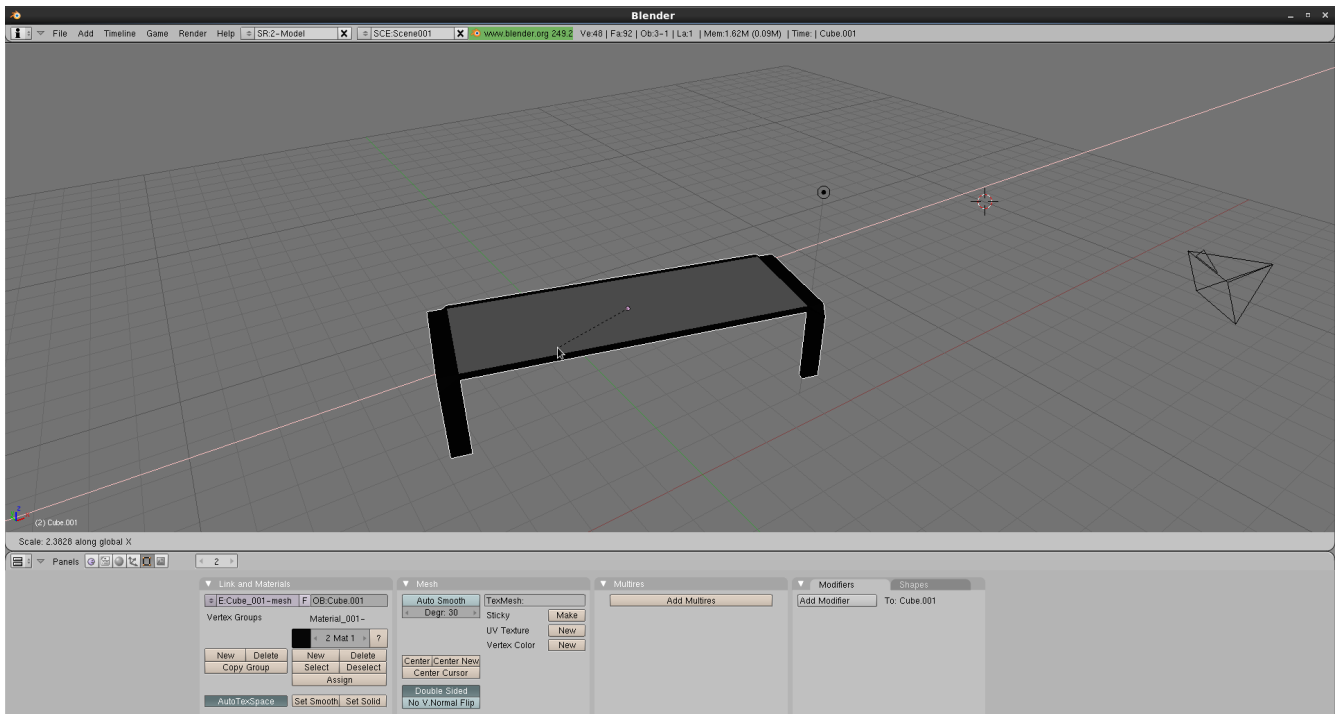 Blender
File Add Timeline Game Render Help SR:2-Model X SCE:Scene001 X www.blender.org 249.2 Ve:48 | Fa:92 | Ob:3-1 | La:1 | Mem:1.62M (0.09M) | Time: | Cube.001
z
(2) Cube.001
Scale: 2.3828 along global X
Panels 2
Link and Materials Mesh Multires Modifiers Shapes
E:Cube_001-mesh F OB:Cube.001 Auto Smooth TexMesh: Add Multires Add Modifier To: Cube.001
Degr: 30 Sticky Make
Vertex Groups Material_001-
UV Texture New
2 Mat 1 ?
Vertex Color New
New Delete New Delete
Center Center New
Copy Group Select Deselect
Center Cursor
Assign
Double Sided
AutoTexSpace Set Smooth Set Solid No V.Normal Flip